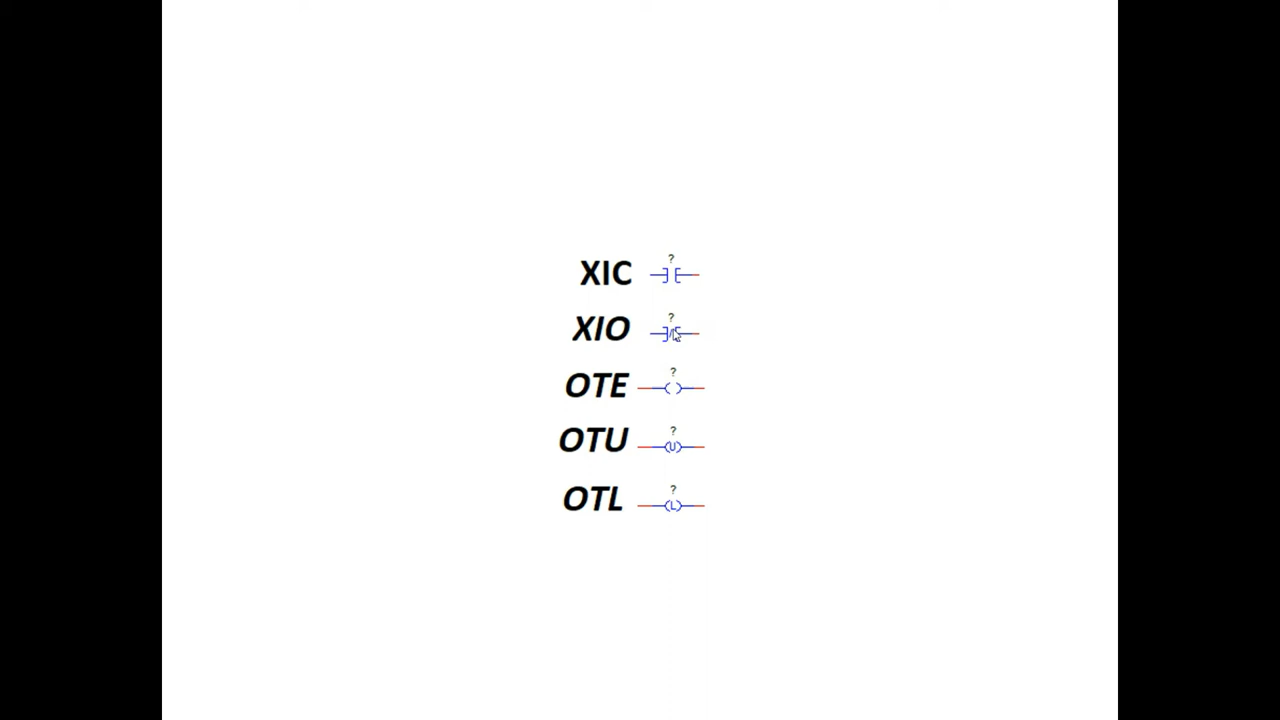 XIC ?
XIO ?
OTE ?
OTU ? U
OTL ? L